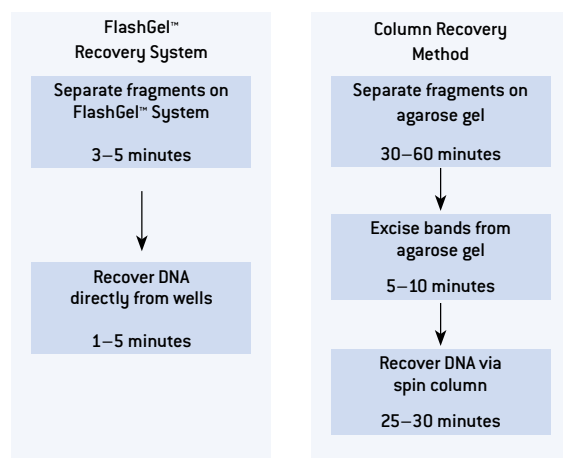 FlashGel™
Recovery System
Separate fragments on
FlashGel™ System
3–5 minutes
Recover DNA
directly from wells
1–5 minutes
Column Recovery
Method
Separate fragments on
agarose gel
30–60 minutes
Excise bands from
agarose gel
5–10 minutes
Recover DNA via
spin column
25–30 minutes